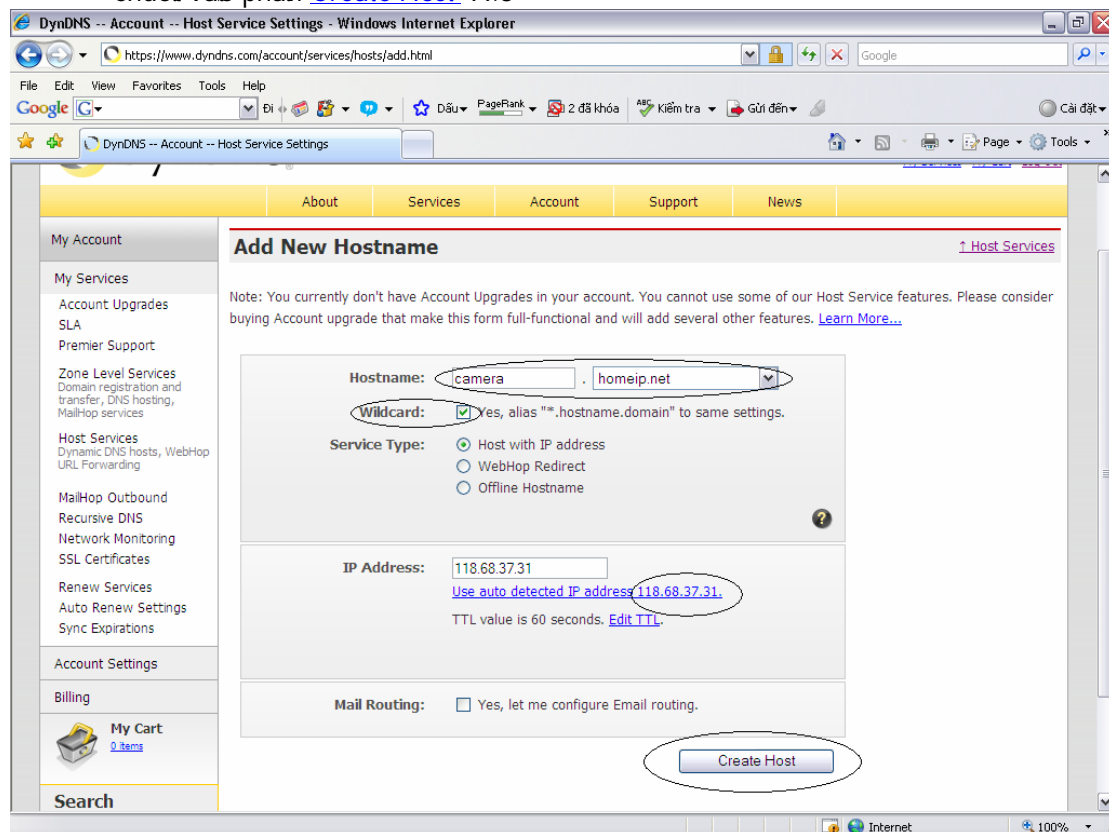 Create Host
DynDNS -- Account -- Host Service Settings - Windows Internet Explorer
https://www.dyndns.com/account/services/hosts/add.html
Google
File Edit View Favorites Tools Help
Google G Đi Dấu PageRank 2 đã khóa Kiểm tra Gửi đến Cài đặt
DynDNS -- Account -- Host Service Settings
Page Tools
About Services Account Support News
My Account
Add New Hostname
↑ Host Services
My Services
Account Upgrades
SLA
Premier Support
Zone Level Services
Domain registration and
transfer, DNS hosting,
MailHop services
Host Services
Dynamic DNS hosts, WebHop
URL Forwarding
MailHop Outbound
Recursive DNS
Network Monitoring
SSL Certificates
Renew Services
Auto Renew Settings
Sync Expirations
Account Settings
Billing
My Cart
0 items
Search
Note: You currently don't have Account Upgrades in your account. You cannot use some of our Host Service features. Please consider
buying Account upgrade that make this form full-functional and will add several other features. Learn More...
Hostname: camera . homeip.net
Wildcard: Yes, alias "*.hostname.domain" to same settings.
Service Type: Host with IP address
WebHop Redirect
Offline Hostname
IP Address: 118.68.37.31
Use auto detected IP address 118.68.37.31.
TTL value is 60 seconds. Edit TTL.
Mail Routing: Yes, let me configure Email routing.
Create Host
Internet 100%